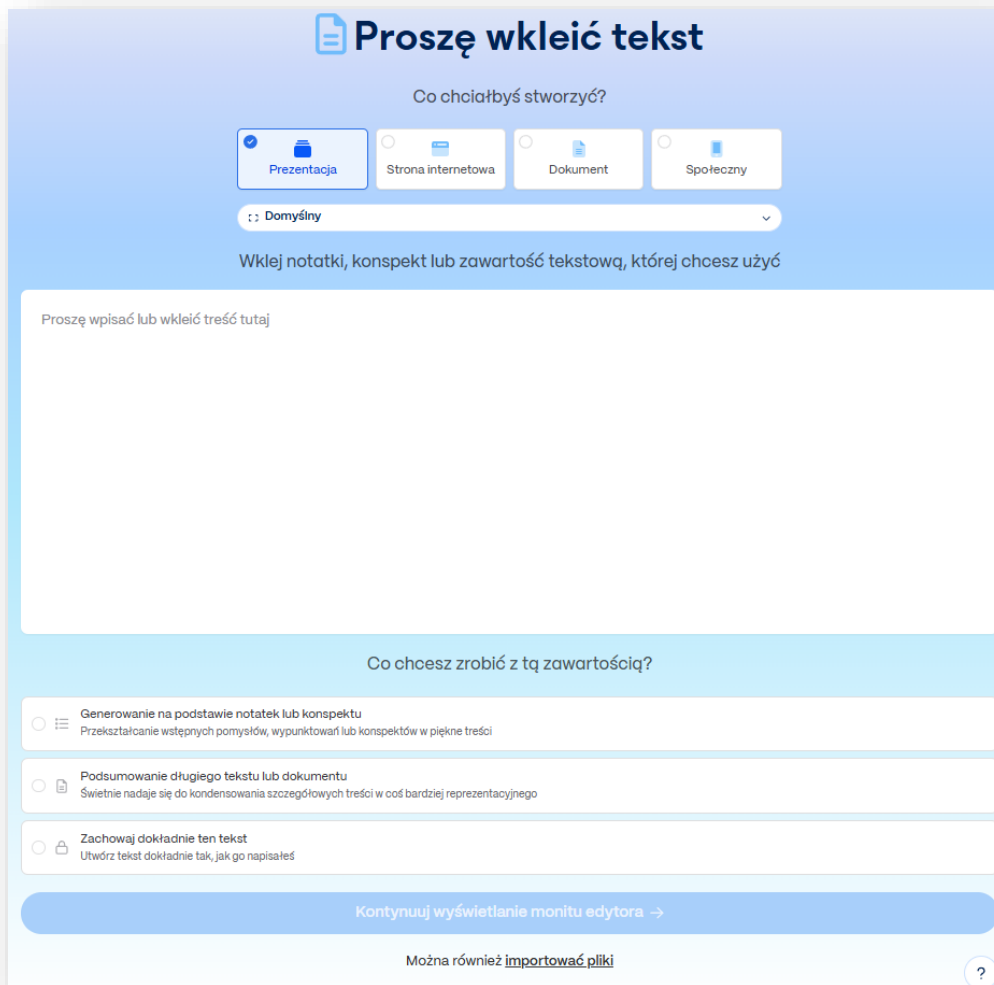 Proszę wkleić tekst
Co chciałbyś stworzyć?
Prezentacja
Strona internetowa
Dokument
Społeczny
Domyślny
Wklej notatki, konspekt lub zawartość tekstową, której chcesz użyć
Proszę wpisać lub wkleić treść tutaj
Co chcesz zrobić z tą zawartością?
Generowanie na podstawie notatek lub konspektu
Przekształcanie wstępnych pomysłów, wypunktowań lub konspektów w piękne treści
Podsumowanie długiego tekstu lub dokumentu
Świetnie nadaje się do kondensowania szczegółowych treści w coś bardziej reprezentacyjnego
Zachowaj dokładnie ten tekst
Utwórz tekst dokładnie tak, jak go napisałeś
Kontynuuj wyświetlanie monitu edytora →
Można również importować pliki
?